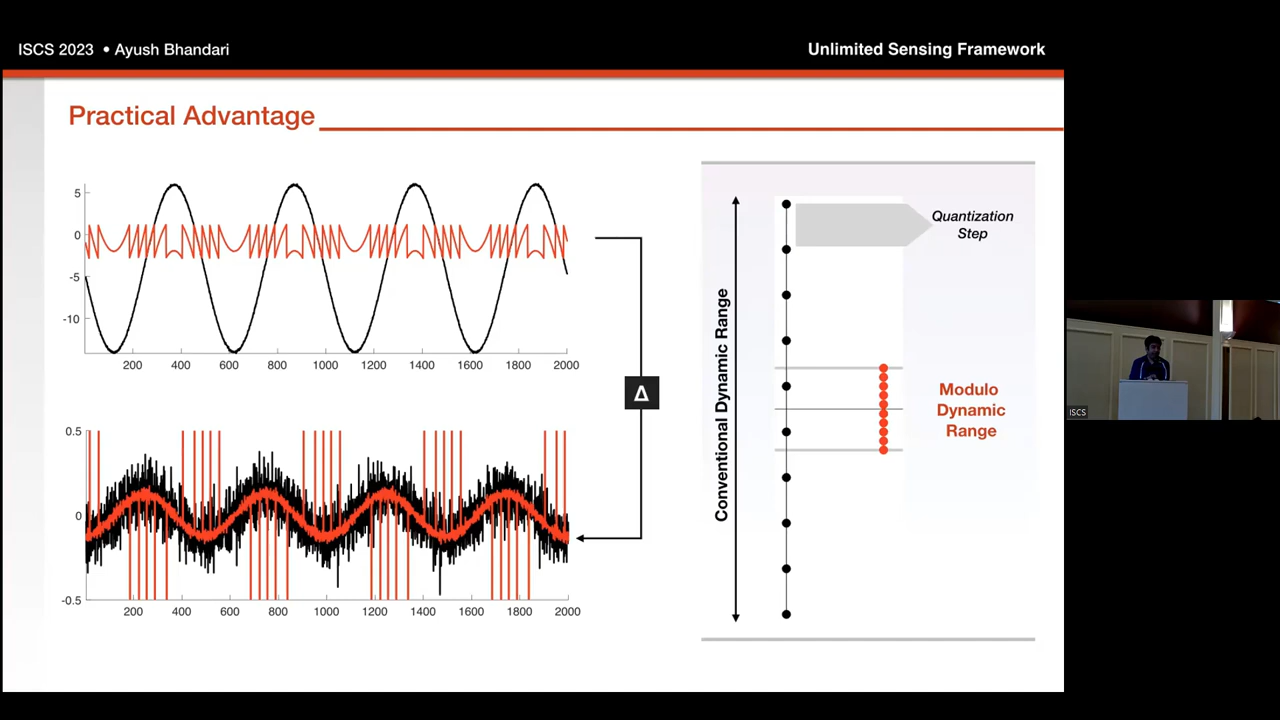 ISCS 2023 • Ayush Bhandari
Unlimited Sensing Framework
Practical Advantage
5
0
-5
-10
200 400 600 800 1000 1200 1400 1600 1800 2000
Δ
0.5
0
-0.5
200 400 600 800 1000 1200 1400 1600 1800 2000
Conventional Dynamic Range
Quantization
Step
Modulo
Dynamic
Range
ISCS